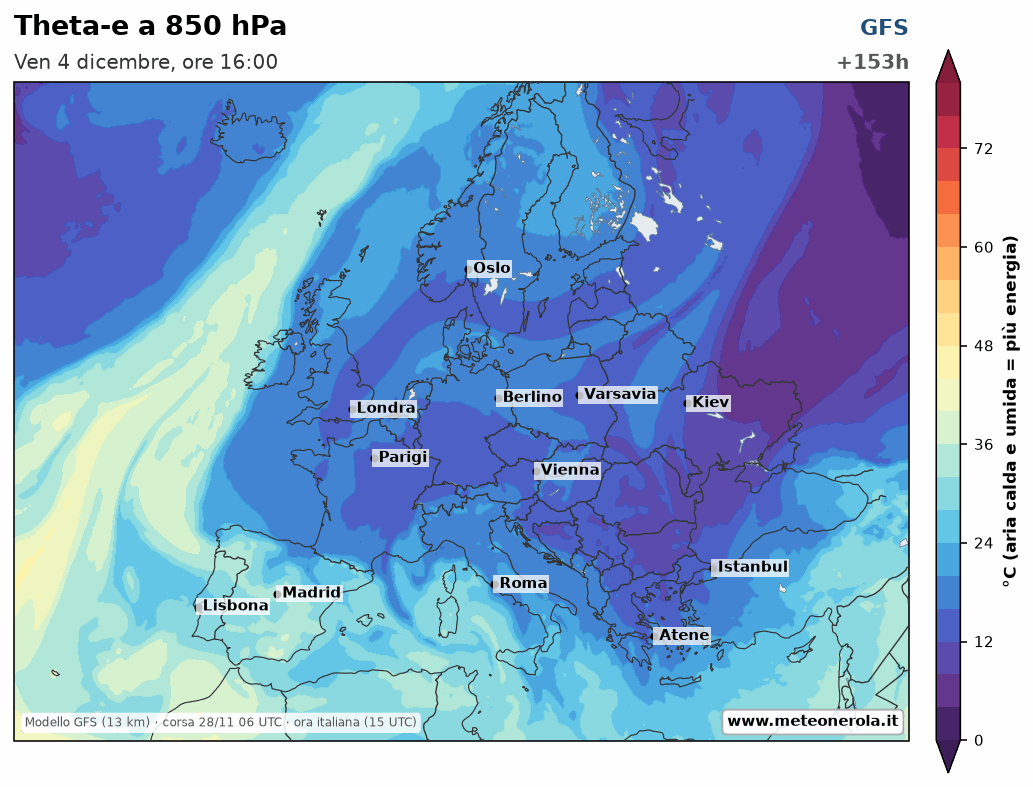 Theta-e a 850 hPa
GFS
Ven 4 dicembre, ore 16:00
+153h
72
60
48
36
24
12
0
°C (aria calda e umida = più energia)
Oslo
Berlino
Varsavia
Kiev
Londra
Parigi
Vienna
Istanbul
Roma
Madrid
Lisbona
Atene
Modello GFS (13 km) · corsa 28/11 06 UTC · ora italiana (15 UTC)
www.meteonerola.it